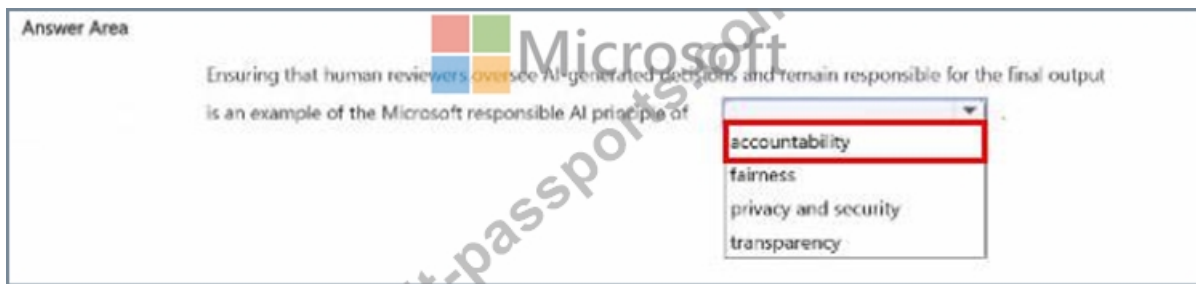 Answer Area
Microsoft
Ensuring that human reviewers oversee AI-generated decisions and remain responsible for the final output
is an example of the Microsoft responsible AI principle of
accountability
fairness
privacy and security
transparency